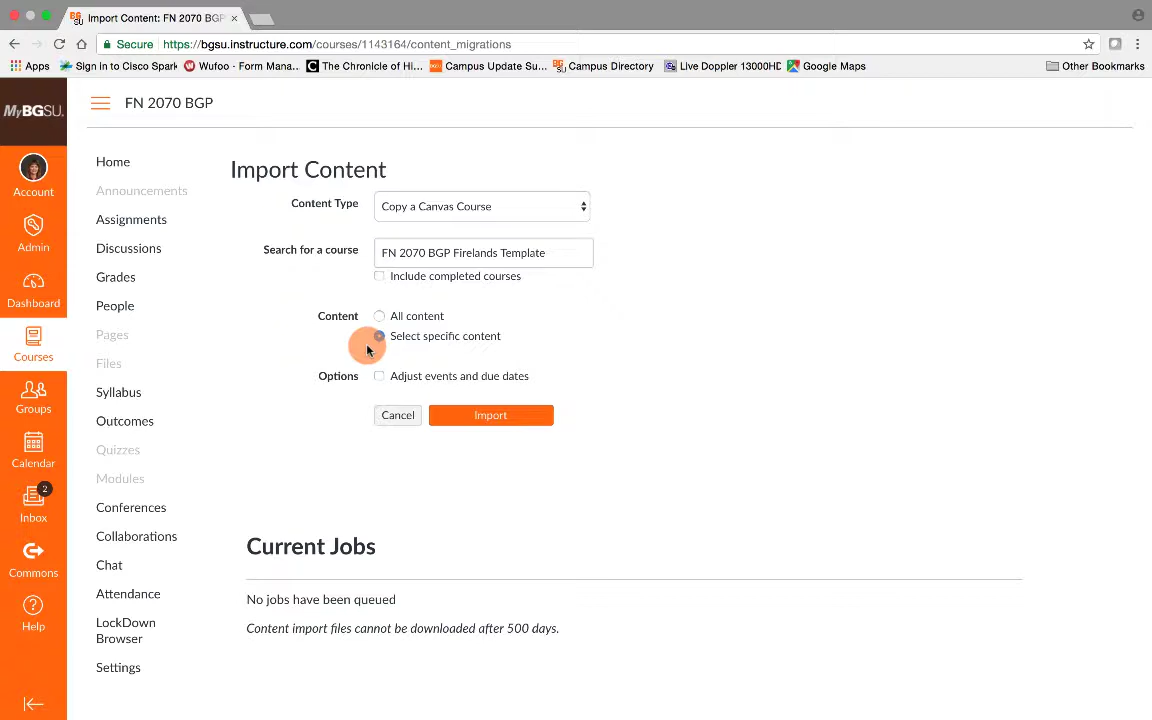 Import Content: FN 2070 BGP
Secure
https://bgsu.instructure.com/courses/1143164/content_migrations
Apps
Sign in to Cisco Spark
Wufoo - Form Mana...
The Chronicle of Hi...
Campus Update Su...
Campus Directory
Live Doppler 13000HD
Google Maps
Other Bookmarks
MyBGSU.
FN 2070 BGP
Account
Admin
Dashboard
Courses
Groups
Calendar
2
Inbox
Commons
Help
Home
Announcements
Assignments
Discussions
Grades
People
Pages
Files
Syllabus
Outcomes
Quizzes
Modules
Conferences
Collaborations
Chat
Attendance
LockDown
Browser
Settings
Import Content
Content Type
Copy a Canvas Course
Search for a course
FN 2070 BGP Firelands Template
Include completed courses
Content
All content
Select specific content
Options
Adjust events and due dates
Cancel
Import
Current Jobs
No jobs have been queued
Content import files cannot be downloaded after 500 days.